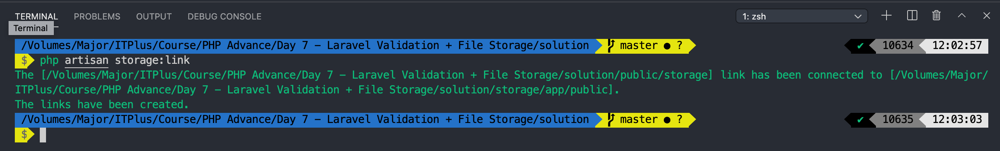 TERMINAL PROBLEMS OUTPUT DEBUG CONSOLE 1: zsh
Terminal
/Volumes/Major/ITPlus/Course/PHP Advance/Day 7 - Laravel Validation + File Storage/solution master ● ? ✔ 10634 12:02:57
$ php artisan storage:link
The [/Volumes/Major/ITPlus/Course/PHP Advance/Day 7 - Laravel Validation + File Storage/solution/public/storage] link has been connected to [/Volumes/Major/
ITPlus/Course/PHP Advance/Day 7 - Laravel Validation + File Storage/solution/storage/app/public].
The links have been created.
/Volumes/Major/ITPlus/Course/PHP Advance/Day 7 - Laravel Validation + File Storage/solution master ● ? ✔ 10635 12:03:03
$